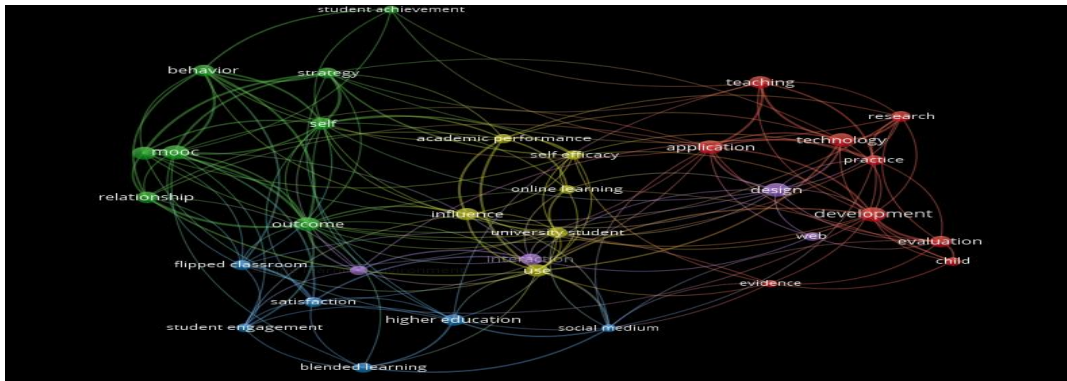 student achievement
behavior
strategy
teaching
research
self
academic performance
technology
application
mooc
self efficacy
practice
relationship
online learning
design
influence
development
outcome
university student
web
evaluation
interaction
child
flipped classroom
use
evidence
satisfaction
higher education
student engagement
social medium
blended learning